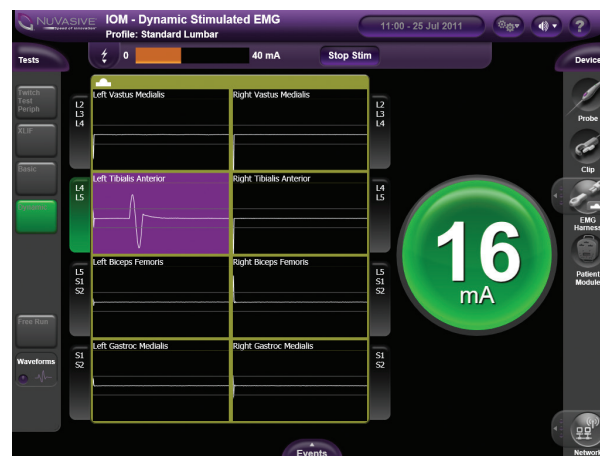 NUVASIVE
Speed of Innovation
IOM - Dynamic Stimulated EMG
Profile: Standard Lumbar
11:00 - 25 Jul 2011
?
Tests
0
40 mA
Stop Stim
Device
Twitch
Test
Periph
XLIF
Basic
Dynamic
Free Run
Waveforms
L2
L3
L4
Left Vastus Medialis
Right Vastus Medialis
L2
L3
L4
L4
L5
Left Tibialis Anterior
Right Tibialis Anterior
L4
L5
L5
S1
S2
Left Biceps Femoris
Right Biceps Femoris
L5
S1
S2
S1
S2
Left Gastroc Medialis
Right Gastroc Medialis
S1
S2
16
mA
Probe
Clip
EMG
Harness
Patient
Module
Network
Events